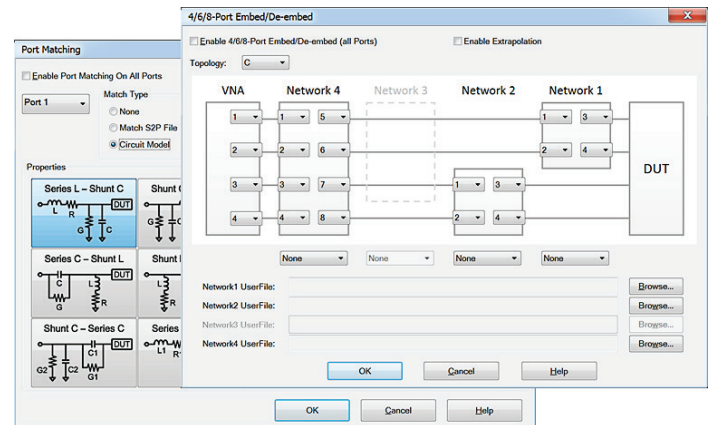 4/6/8-Port Embed/De-embed
X
Enable 4/6/8-Port Embed/De-embed (all Ports)
Enable Extrapolation
Topology: C
VNA Network 4 Network 3 Network 2 Network 1
1 1 5 1 3
2 2 6 2 4
DUT
3 3 7 1 3
4 4 8 2 4
None None None None
Network1 UserFile: Browse...
Network2 UserFile: Browse...
Network3 UserFile: Browse...
Network4 UserFile: Browse...
OK Cancel Help
Port Matching
Enable Port Matching On All Ports
Port 1
Match Type
None
Match S2P File
Circuit Model
Properties
Series L – Shunt C
L R DUT
G C
Shunt
G
Series C – Shunt L
C DUT
L
G R
Shunt
Shunt C – Series C
C1 DUT
G2 C2 G1
Series
L1 R
OK Cancel Help